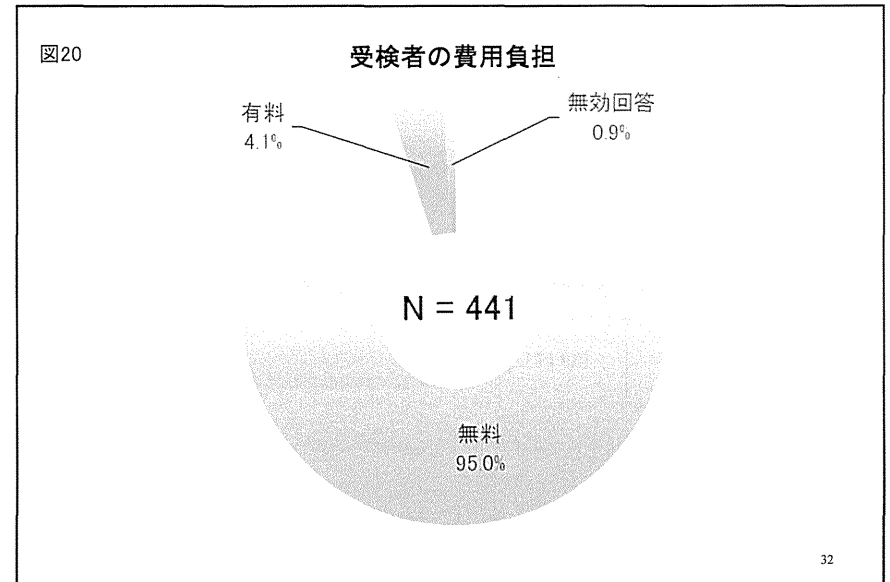 図20
受検者の費用負担
有料
4.1%
無効回答
0.9%
N = 441
無料
95.0%
32